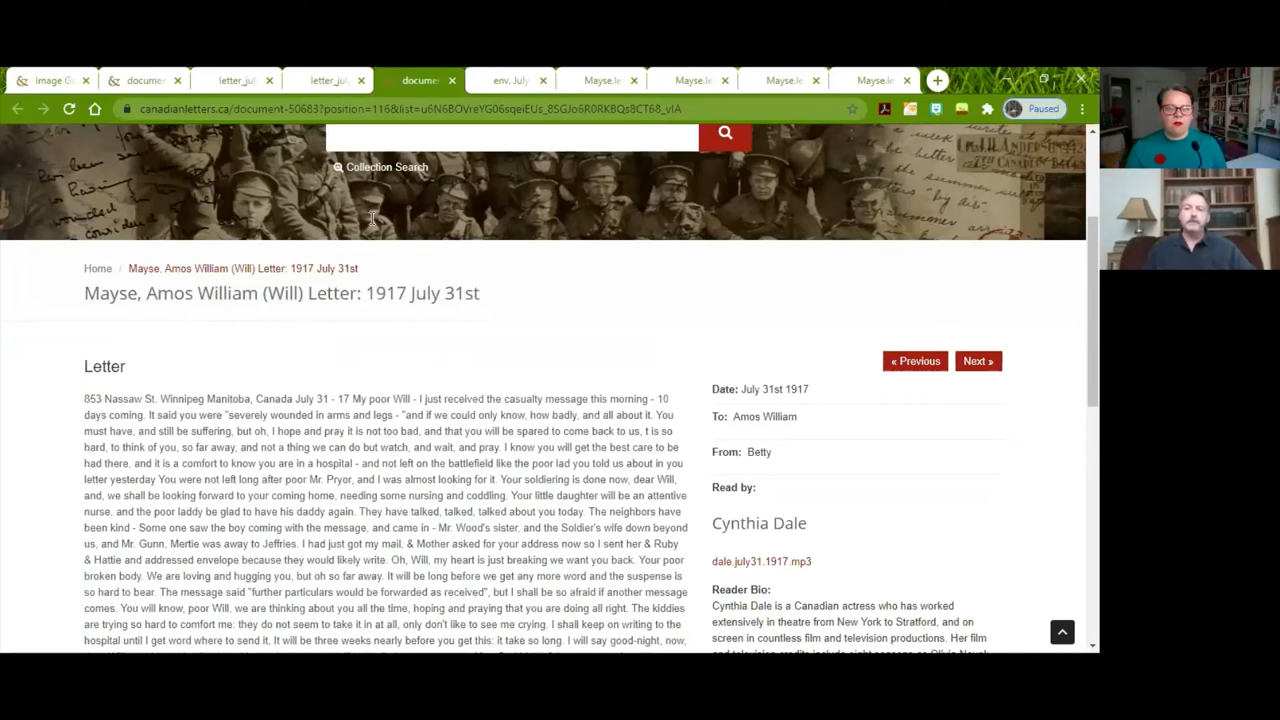 Image G
docume
letter_jul
letter_ju
docume
env. July
Mayse.le
Mayse.le
Mayse.le
Mayse.le
canadianletters.ca/document-50683?position=116&list=u6N6BOVreYG06sqeiEUs_8SGJo6R0RKBQs8CT68_vIA
Paused
Collection Search
Home / Mayse, Amos William (Will) Letter: 1917 July 31st
Mayse, Amos William (Will) Letter: 1917 July 31st
Letter
« Previous
Next »
853 Nassaw St. Winnipeg Manitoba, Canada July 31 - 17 My poor Will - I just received the casualty message this morning - 10
days coming. It said you were "severely wounded in arms and legs - "and if we could only know, how badly, and all about it. You
must have, and still be suffering, but oh, I hope and pray it is not too bad, and that you will be spared to come back to us, t is so
hard, to think of you, so far away, and not a thing we can do but watch, and wait, and pray. I know you will get the best care to be
had there, and it is a comfort to know you are in a hospital - and not left on the battlefield like the poor lad you told us about in you
letter yesterday You were not left long after poor Mr. Pryor, and I was almost looking for it. Your soldiering is done now, dear Will,
and, we shall be looking forward to your coming home, needing some nursing and coddling. Your little daughter will be an attentive
nurse, and the poor laddy be glad to have his daddy again. They have talked, talked, talked about you today. The neighbors have
been kind - Some one saw the boy coming with the message, and came in - Mr. Wood's sister, and the Soldier's wife down beyond
us, and Mr. Gunn, Mertie was away to Jeffries. I had just got my mail, & Mother asked for your address now so I sent her & Ruby
& Hattie and addressed envelope because they would likely write. Oh, Will, my heart is just breaking we want you back. Your poor
broken body. We are loving and hugging you, but oh so far away. It will be long before we get any more word and the suspense is
so hard to bear. The message said "further particulars would be forwarded as received", but I shall be so afraid if another message
comes. You will know, poor Will, we are thinking about you all the time, hoping and praying that you are doing all right. The kiddies
are trying so hard to comfort me: they do not seem to take it in at all, only don't like to see me crying. I shall keep on writing to the
hospital until I get word where to send it. It will be three weeks nearly before you get this: it take so long. I will say good-night, now,
Date: July 31st 1917
To: Amos William
From: Betty
Read by:
Cynthia Dale
dale.july31.1917.mp3
Reader Bio:
Cynthia Dale is a Canadian actress who has worked
extensively in theatre from New York to Stratford, and on
screen in countless film and television productions. Her film